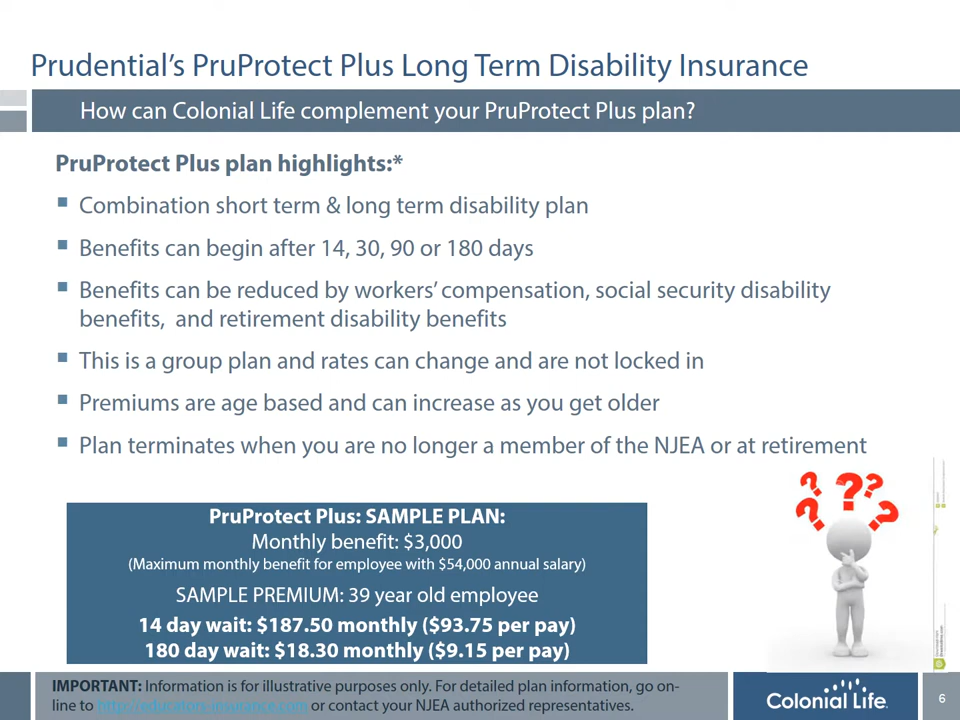 Prudential’s PruProtect Plus Long Term Disability Insurance
How can Colonial Life complement your PruProtect Plus plan?
PruProtect Plus plan highlights:*
▪ Combination short term & long term disability plan
▪ Benefits can begin after 14, 30, 90 or 180 days
▪ Benefits can be reduced by workers’ compensation, social security disability
benefits,  and retirement disability benefits
▪ This is a group plan and rates can change and are not locked in
▪ Premiums are age based and can increase as you get older
▪ Plan terminates when you are no longer a member of the NJEA or at retirement
? ? ? ? ?
PruProtect Plus: SAMPLE PLAN:
Monthly benefit: $3,000
(Maximum monthly benefit for employee with $54,000 annual salary)
SAMPLE PREMIUM: 39 year old employee
14 day wait: $187.50 monthly ($93.75 per pay)
180 day wait: $18.30 monthly ($9.15 per pay)
IMPORTANT: Information is for illustrative purposes only. For detailed plan information, go on-
line to http://educators-insurance.com or contact your NJEA authorized representatives.
Colonial Life.
6